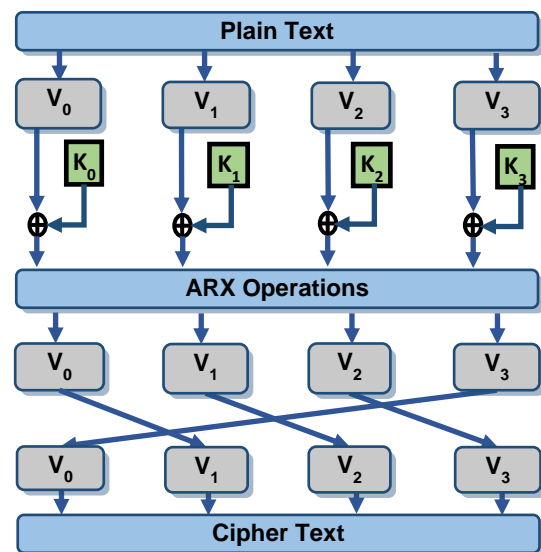 Plain Text
V₀ V₁ V₂ V₃
K₀ K₁ K₂ K₃
ARX Operations
V₀ V₁ V₂ V₃
V₀ V₁ V₂ V₃
Cipher Text